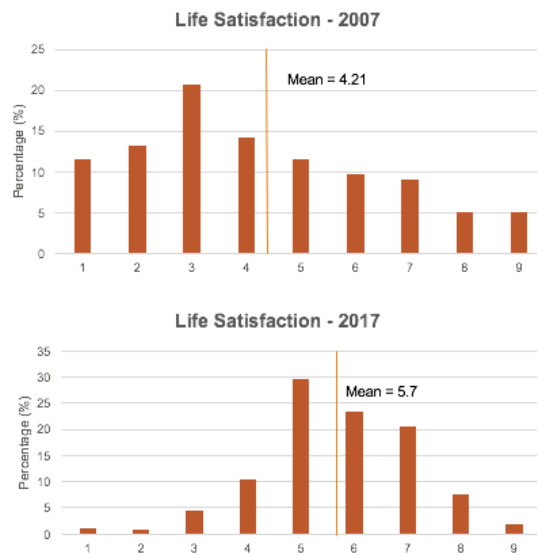 Life Satisfaction - 2007
25
20
15
10
5
0
Percentage (%)
Mean = 4.21
1 2 3 4 5 6 7 8 9
Life Satisfaction - 2017
35
30
25
20
15
10
5
0
Percentage (%)
Mean = 5.7
1 2 3 4 5 6 7 8 9